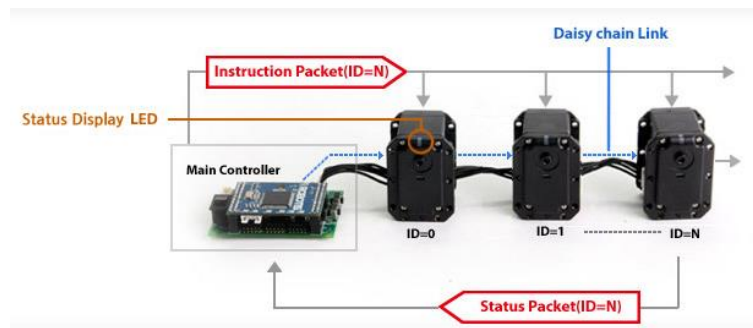 Daisy chain Link
Instruction Packet(ID=N)
Status Display LED
Main Controller
ID=0
ID=1
ID=N
Status Packet(ID=N)